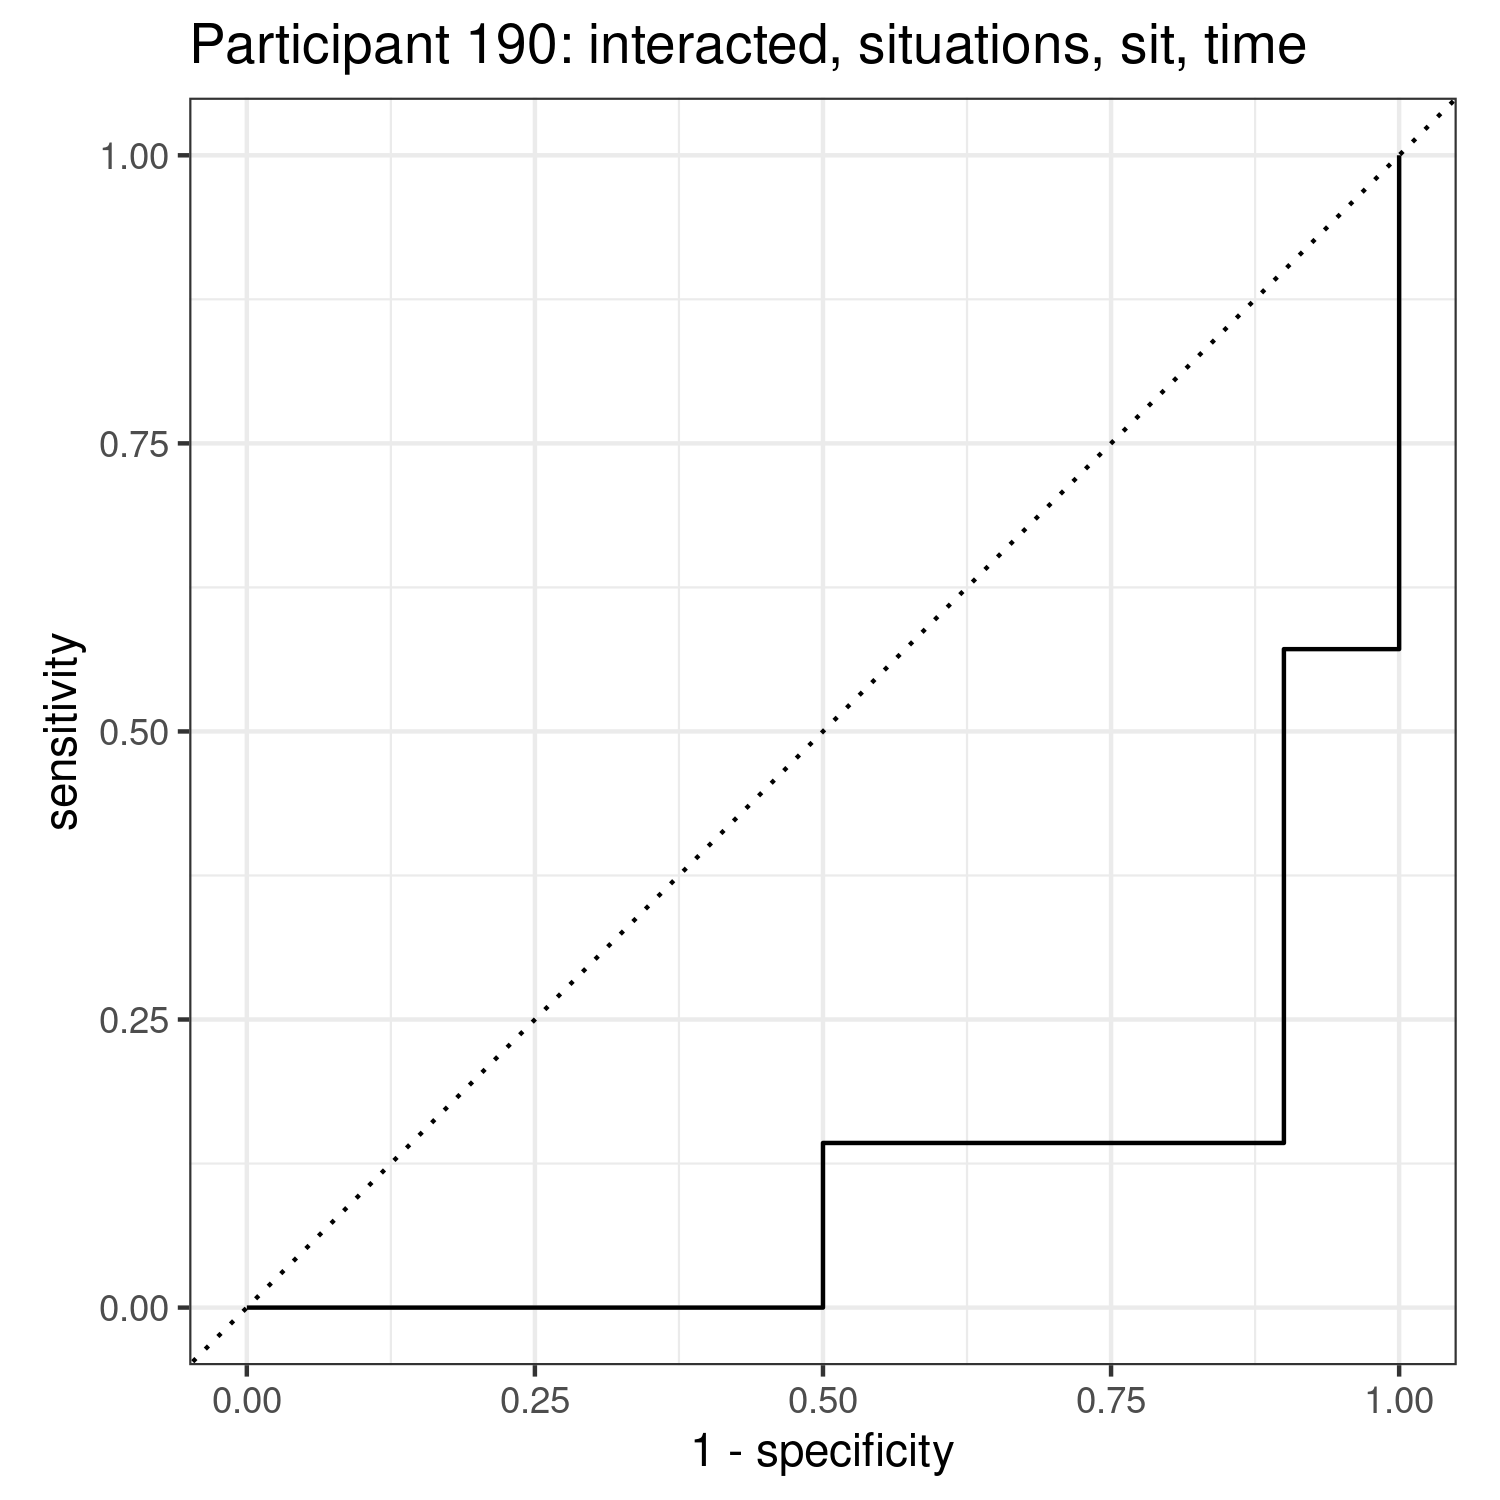 Participant 190: interacted, situations, sit, time
1.00
0.75
0.50
0.25
0.00
sensitivity
0.00 0.25 0.50 0.75 1.00
1 - specificity